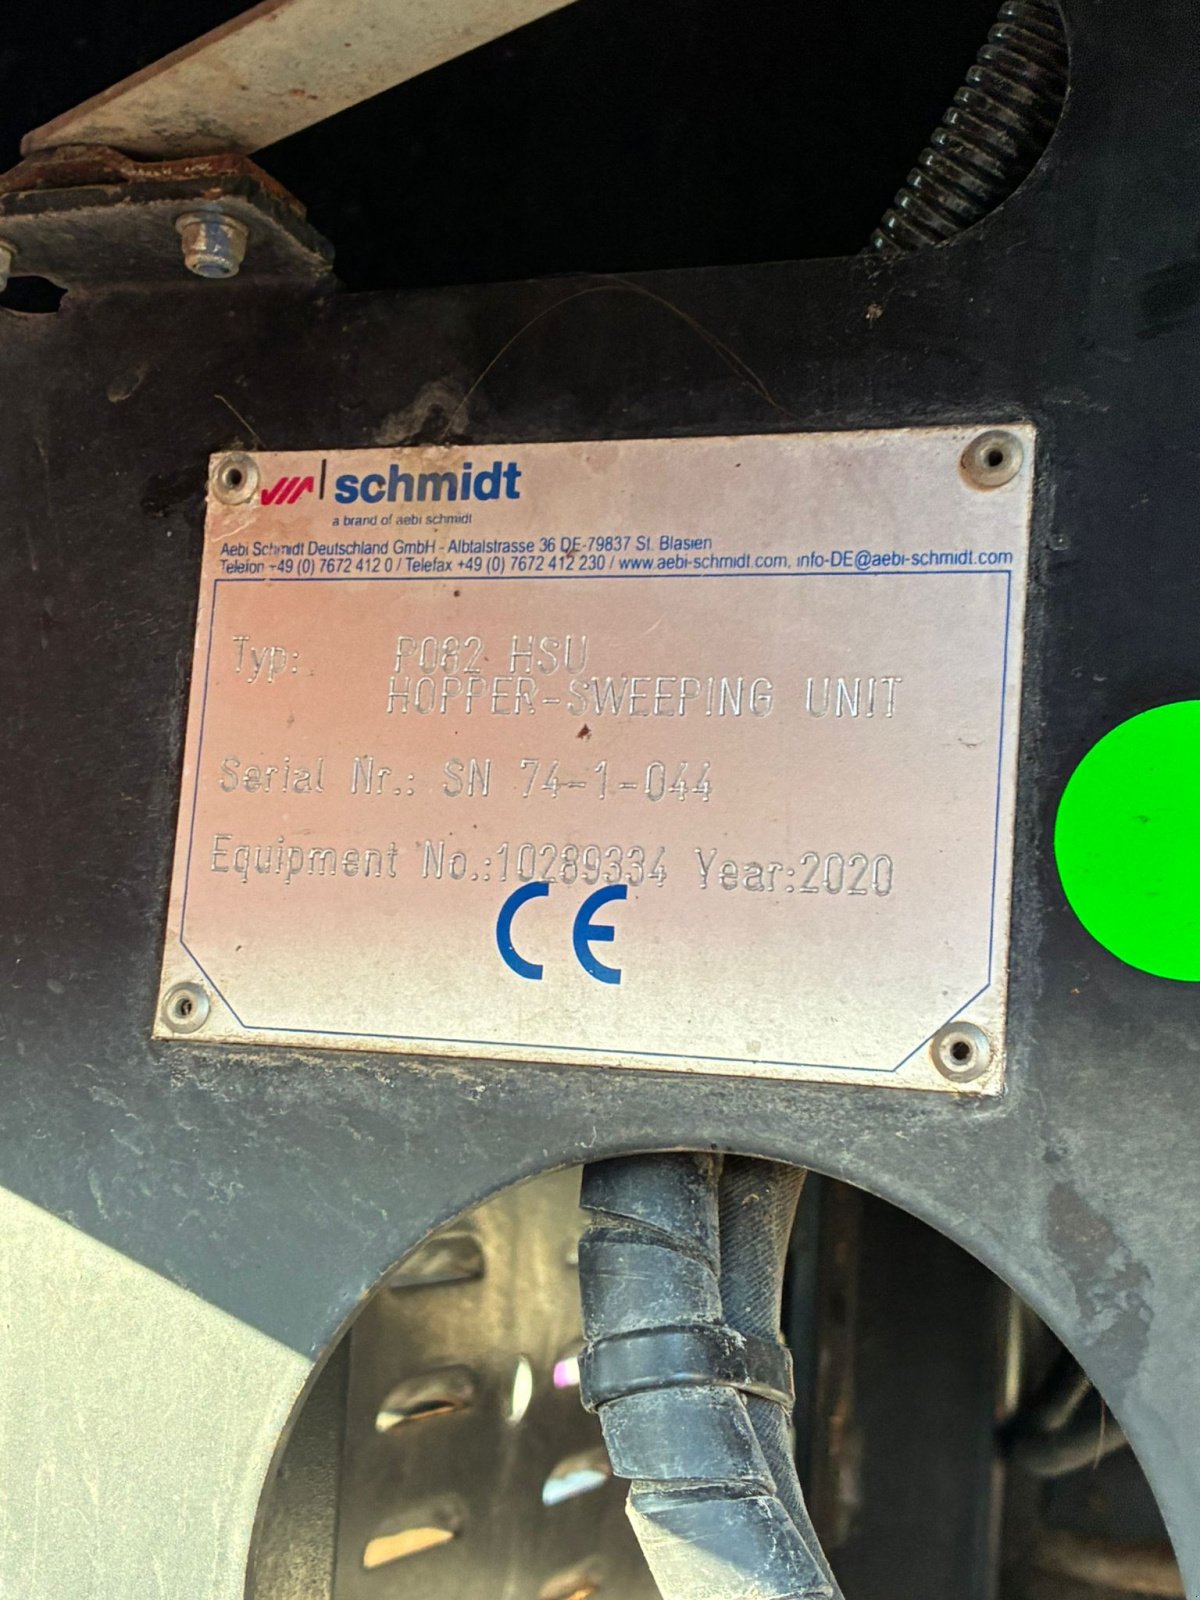 schmidt
a brand of aebi schmidt
Aebi Schmidt Deutschland GmbH - Albtalstrasse 36 DE-79837 St. Blasien
Telefon +49 (0) 7672 412 0 / Telefax +49 (0) 7672 412 230 / www.aebi-schmidt.com, info-DE@aebi-schmidt.com
Typ: P082 HSU
HOPPER-SWEEPING UNIT
Serial Nr.: SN 74-1-044
Equipment No.:10289334 Year:2020
CE